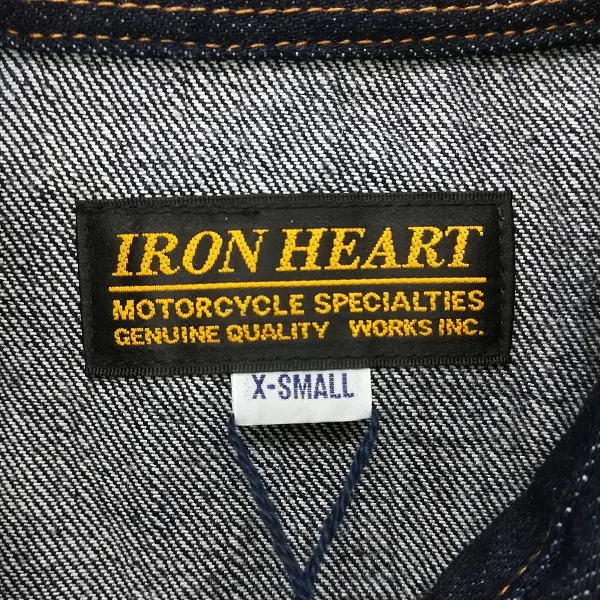 IRON HEART
MOTORCYCLE SPECIALTIES
GENUINE QUALITY WORKS INC.
X-SMALL